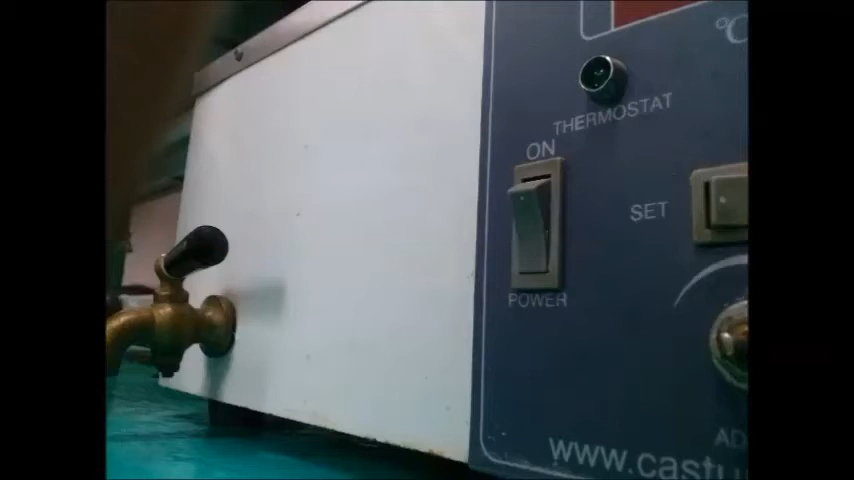 °C
THERMOSTAT
ON
SET
POWER